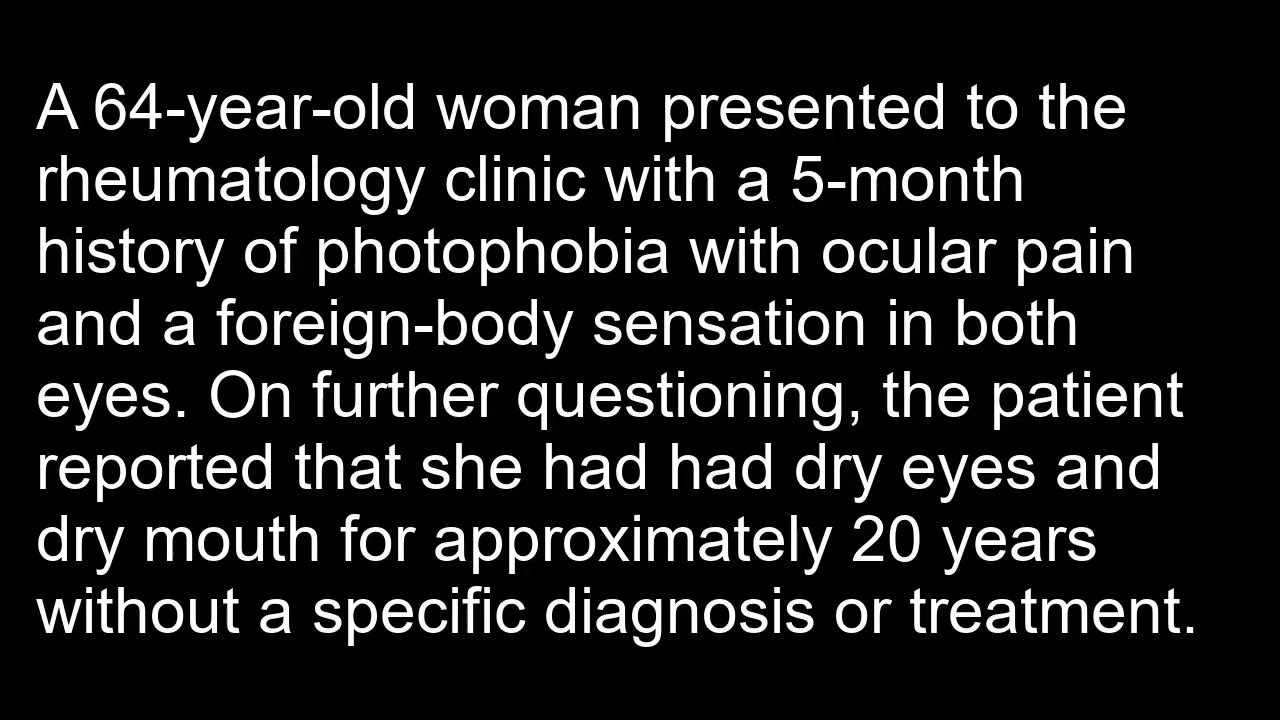 A 64-year-old woman presented to the
rheumatology clinic with a 5-month
history of photophobia with ocular pain
and a foreign-body sensation in both
eyes. On further questioning, the patient
reported that she had had dry eyes and
dry mouth for approximately 20 years
without a specific diagnosis or treatment.